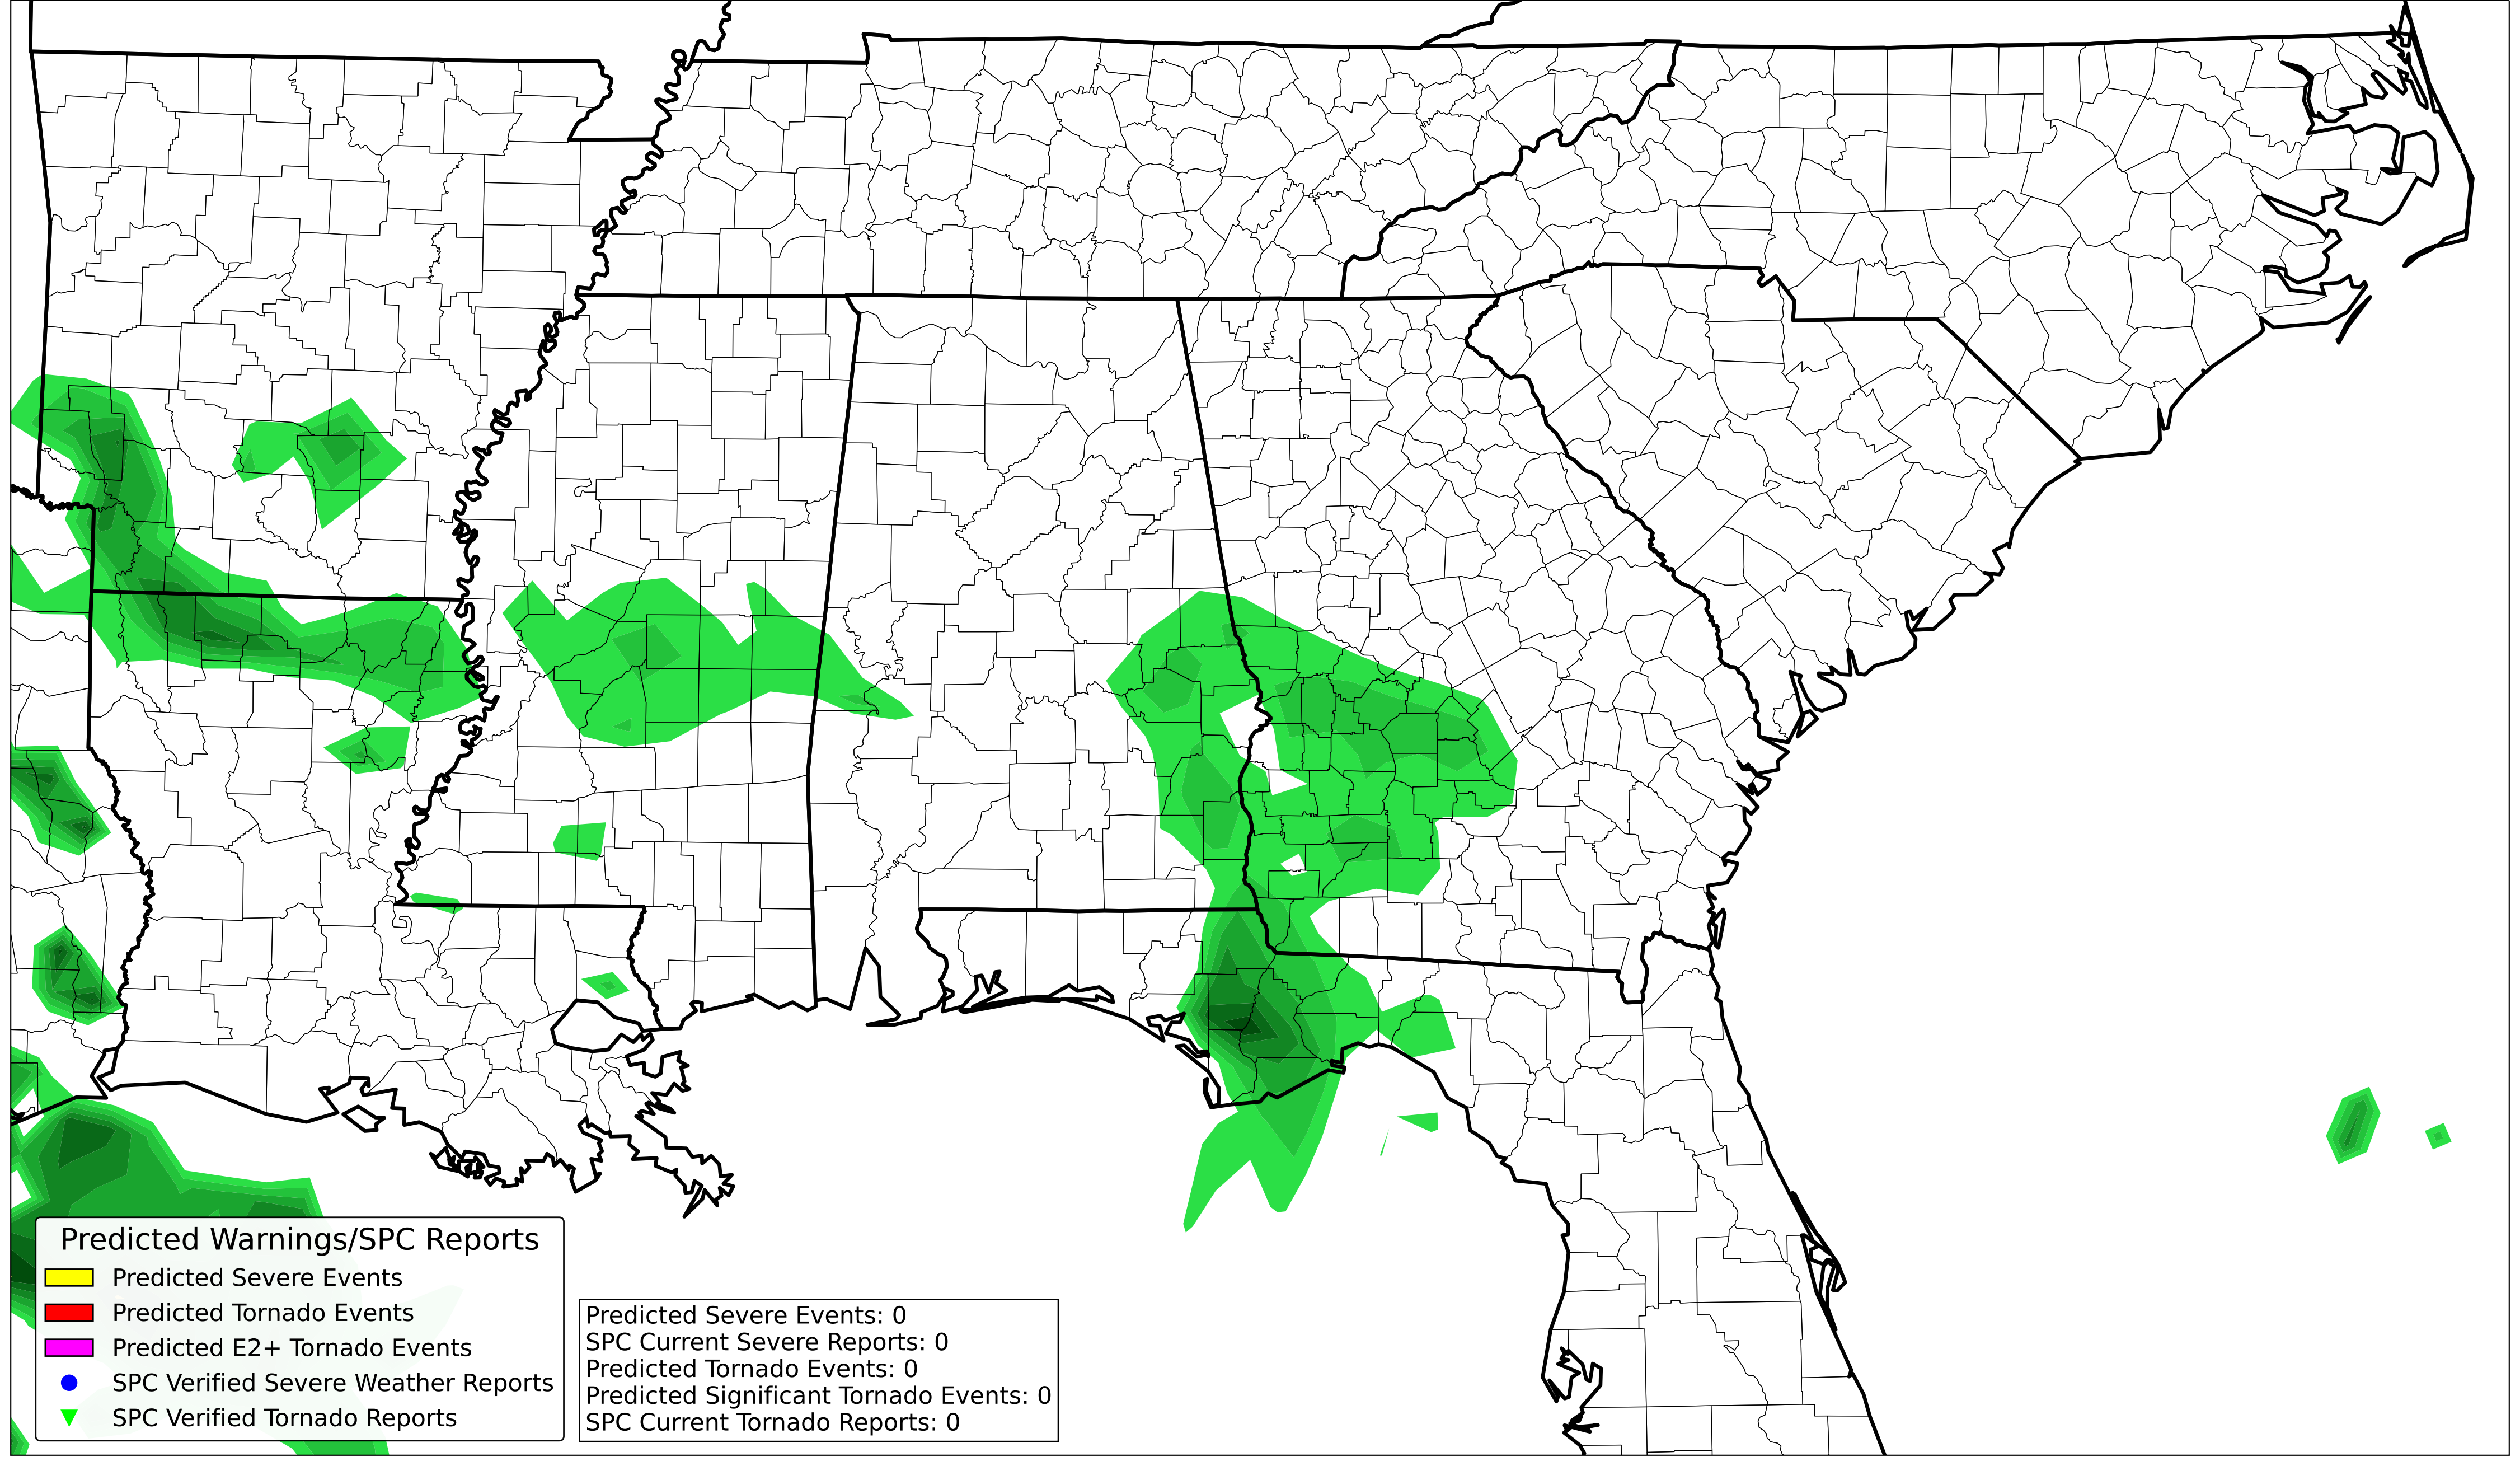 Predicted Warnings/SPC Reports
Predicted Severe Events
Predicted Tornado Events
Predicted E2+ Tornado Events
SPC Verified Severe Weather Reports
SPC Verified Tornado Reports
Predicted Severe Events: 0
SPC Current Severe Reports: 0
Predicted Tornado Events: 0
Predicted Significant Tornado Events: 0
SPC Current Tornado Reports: 0